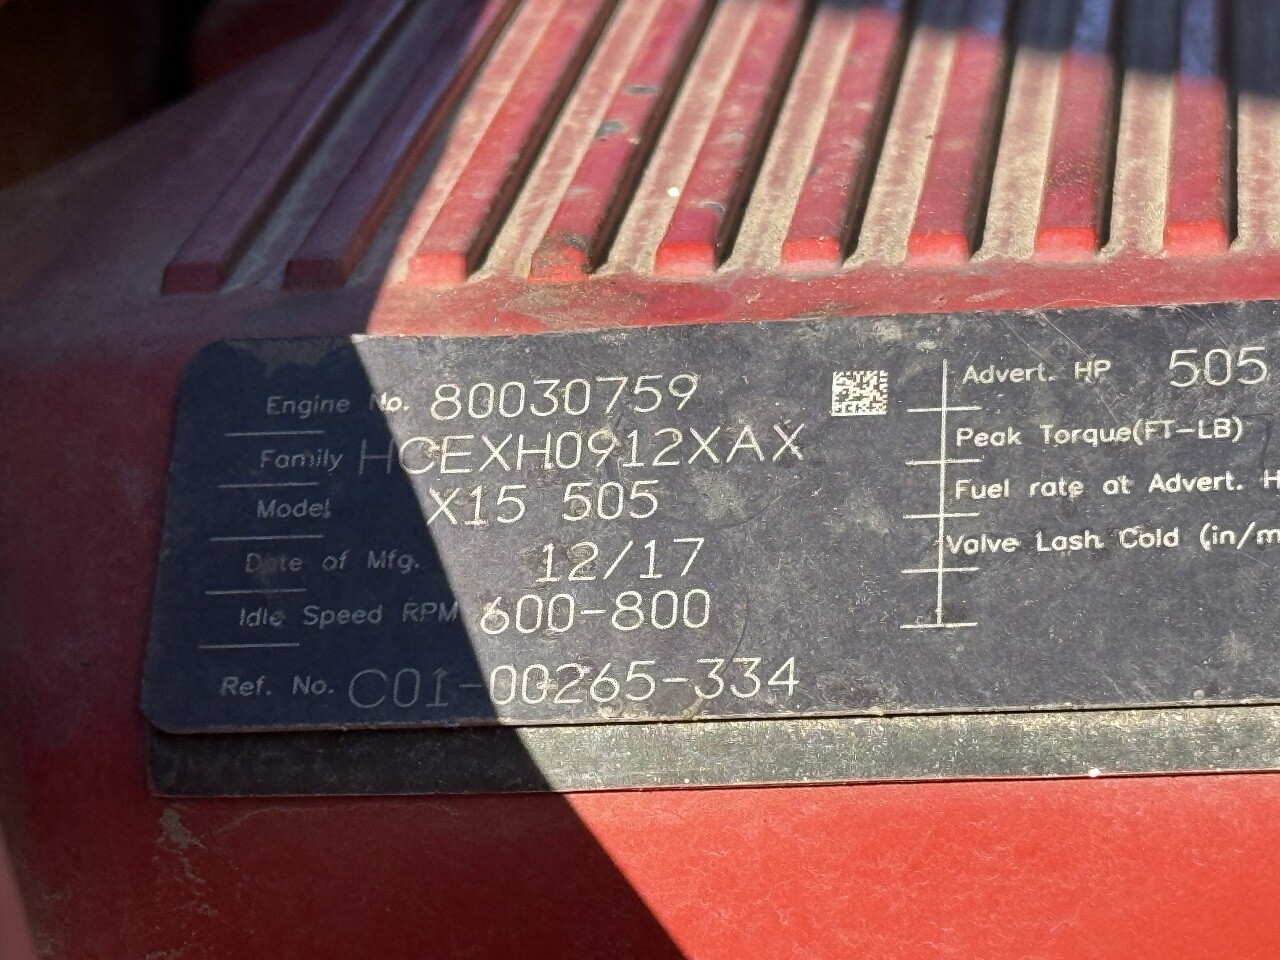 Engine No. 80030759
Family HCEXH0912XAX
Model X15 505
Date of Mfg. 12/17
Idle Speed RPM 600-800
Ref. No. C01-00265-334
Advert. HP 505
Peak Torque(FT-LB)
Fuel rate at Advert. H
Valve Lash Cold (in/m